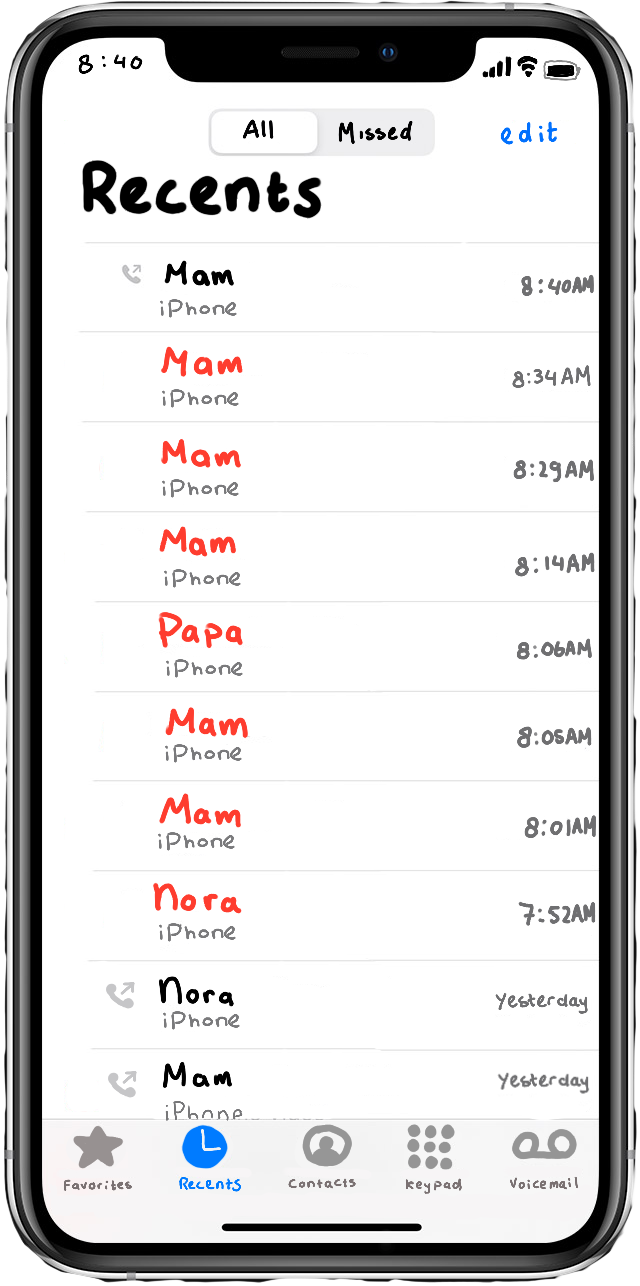 8:40
All Missed edit
Recents
Mam 8:40AM
iPhone
Mam 8:34AM
iPhone
Mam 8:29AM
iPhone
Mam 8:14AM
iPhone
Papa 8:06AM
iPhone
Mam 8:05AM
iPhone
Mam 8:01AM
iPhone
Nora 7:52AM
iPhone
Nora Yesterday
iPhone
Mam Yesterday
iPhone
Favorites Recents Contacts Keypad Voicemail